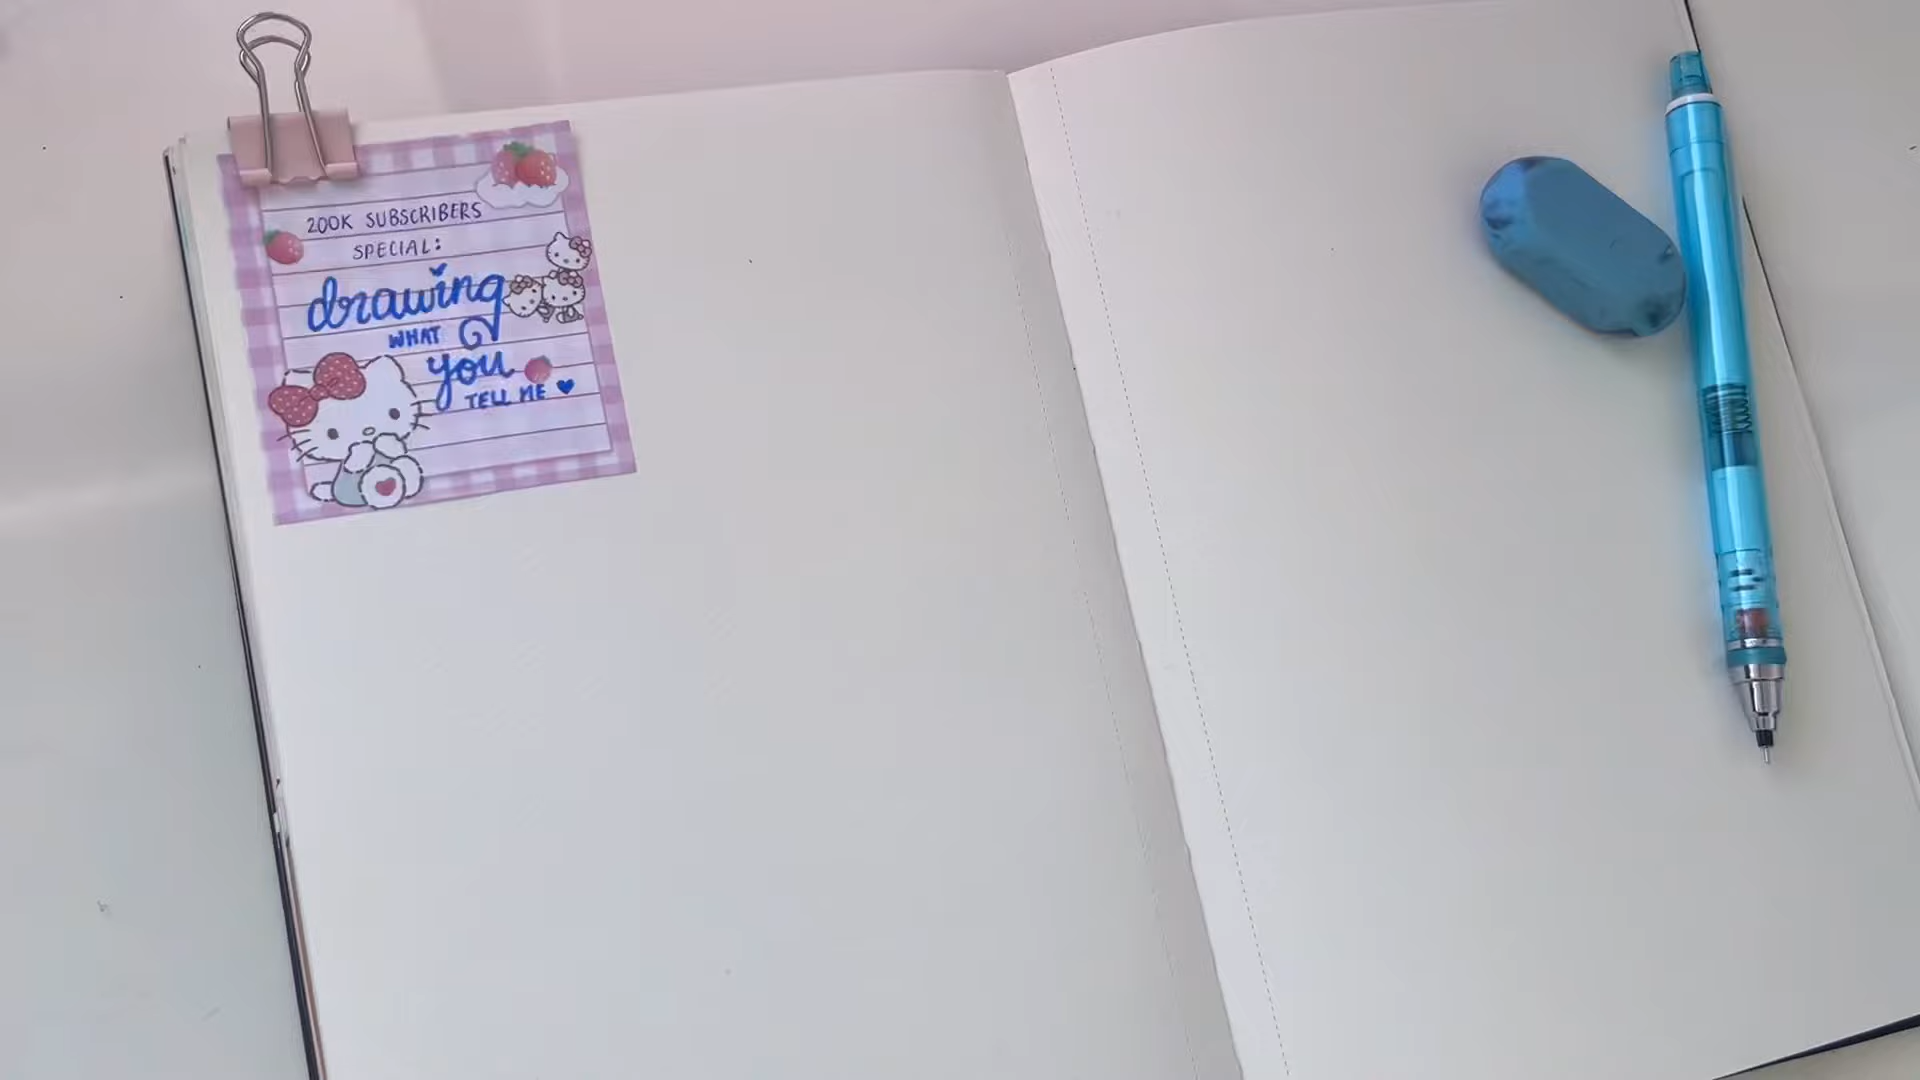 200K SUBSCRIBERS
SPECIAL:
drawing
WHAT
you
TELL ME